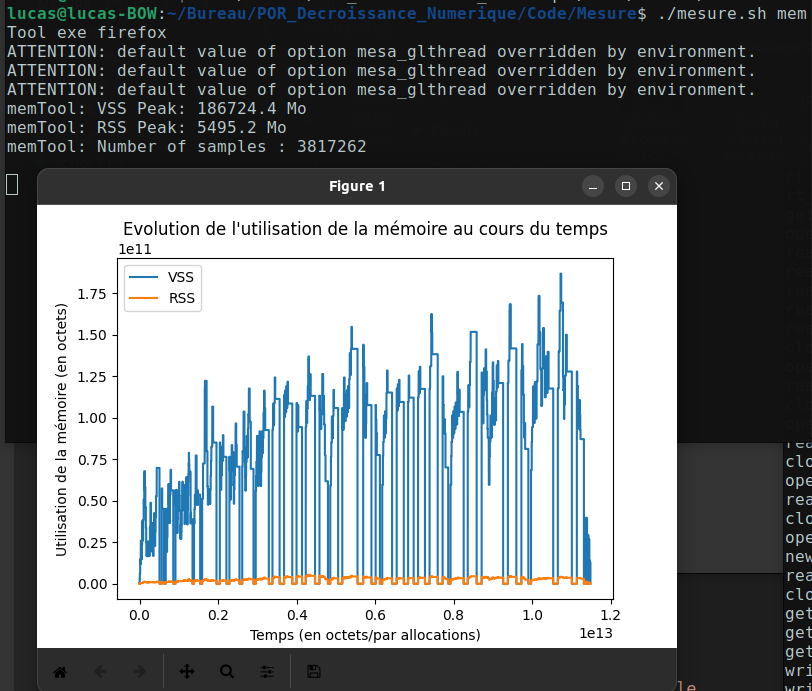 lucas@lucas-BOW:~/Bureau/POR_Decroissance_Numerique/Code/Mesure$ ./mesure.sh mem
Tool exe firefox
ATTENTION: default value of option mesa_glthread overridden by environment.
ATTENTION: default value of option mesa_glthread overridden by environment.
ATTENTION: default value of option mesa_glthread overridden by environment.
memTool: VSS Peak: 186724.4 Mo
memTool: RSS Peak: 5495.2 Mo
memTool: Number of samples : 3817262
Figure 1
Evolution de l'utilisation de la mémoire au cours du temps
1e11
VSS
RSS
1.75
1.50
1.25
1.00
0.75
0.50
0.25
0.00
Utilisation de la mémoire (en octets)
0.0 0.2 0.4 0.6 0.8 1.0 1.2
1e13
Temps (en octets/par allocations)
clo
ope
rea
clo
ope
new
rea
clo
get
get
get
wri
wri
le